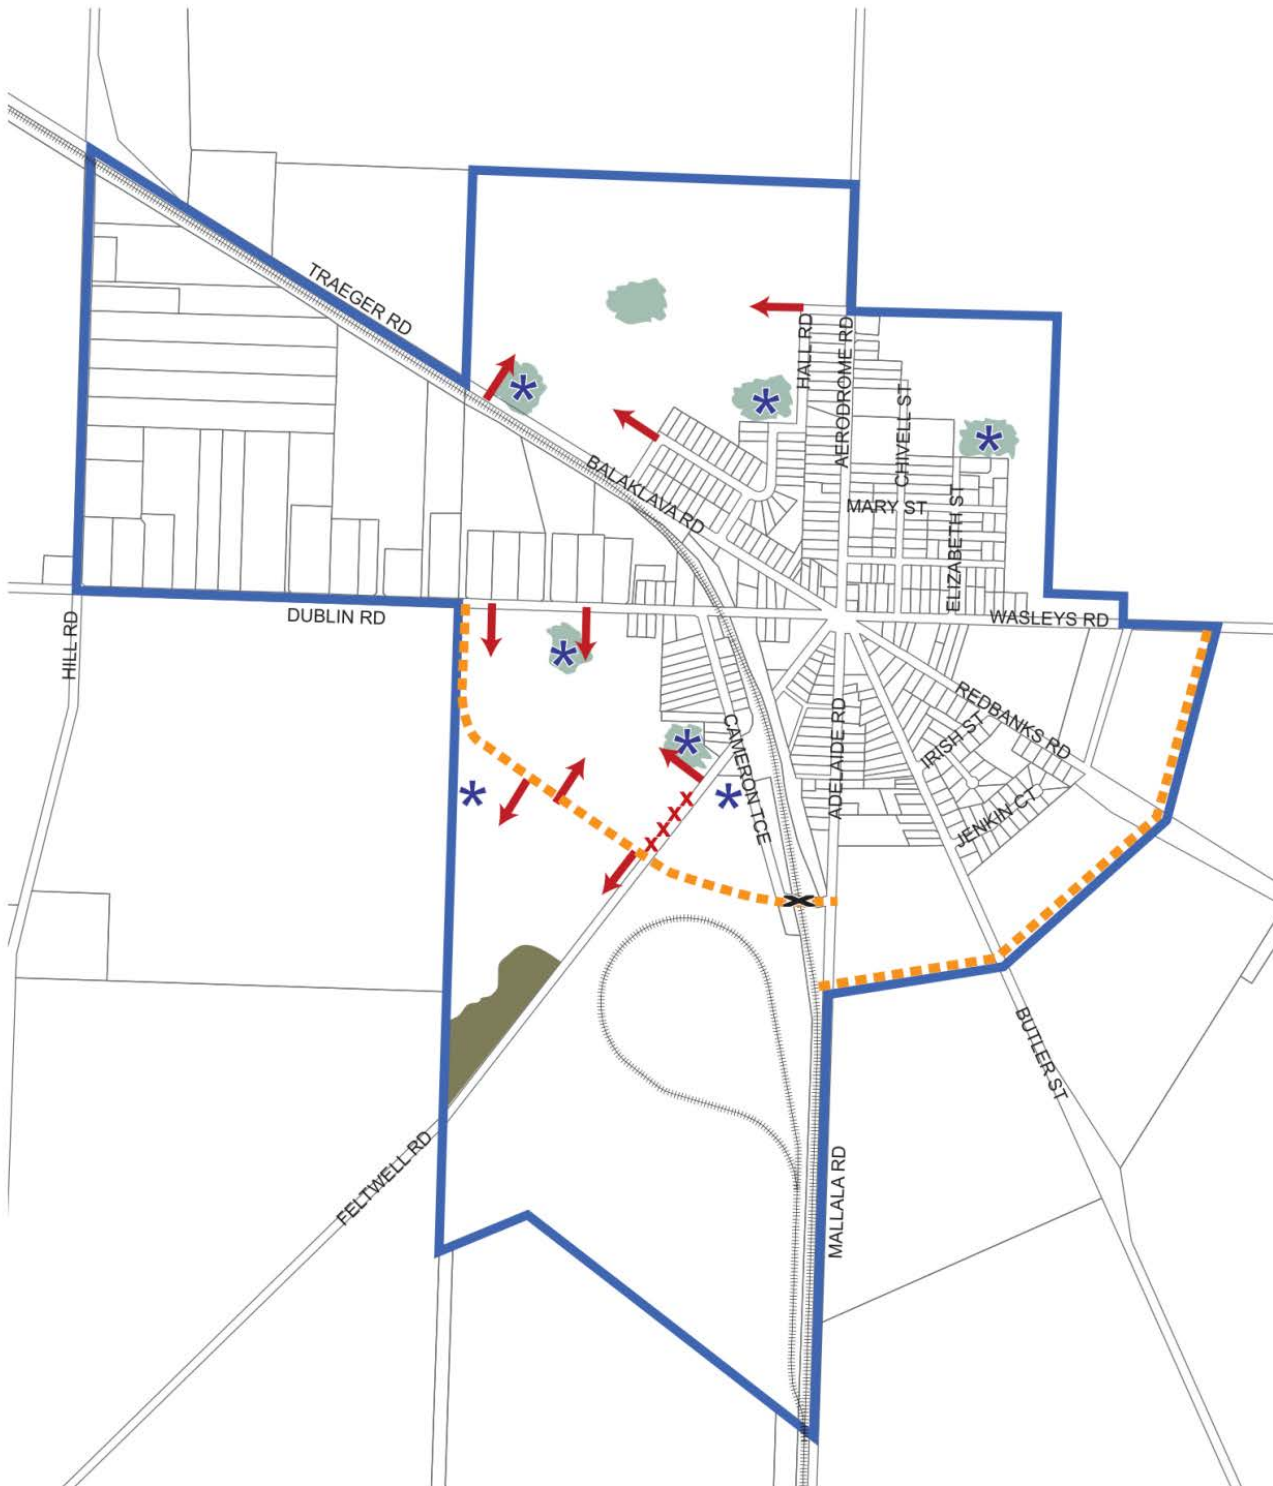 TRAEGER RD
HALL RD
AERODROME RD
CHIVELL ST
BALAKLAVA RD
MARY ST
ELIZABETH ST
DUBLIN RD
WASLEYS RD
HILL RD
REDBANKS RD
CAMERON TCE
ADELAIDE RD
IRISH ST
JENKIN CT
x
x
x
x
BUTLER ST
FELTWELL RD
MALLALA RD